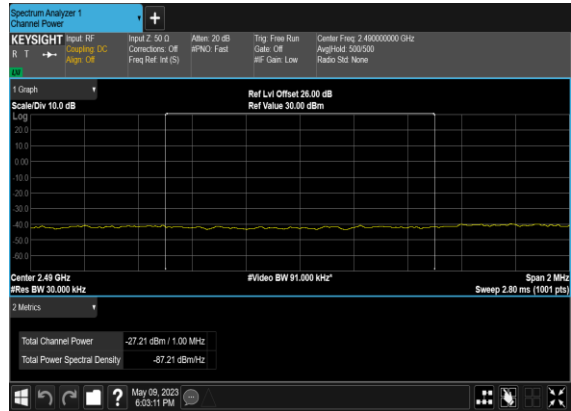 Spectrum Analyzer 1
Channel Power
+
KEYSIGHT
R T
Input: RF
Coupling: DC
Align: Off
Input Z: 50 Ω
Corrections: Off
Freq Ref: Int (S)
Atten: 20 dB
#PNO: Fast
Trig: Free Run
Gate: Off
#IF Gain: Low
Center Freq: 2.490000000 GHz
Avg|Hold: 500/500
Radio Std: None
1 Graph
Scale/Div 10.0 dB
Ref Lvl Offset 26.00 dB
Ref Value 30.00 dBm
Log
20.0
10.0
0.00
-10.0
-20.0
-30.0
-40.0
-50.0
-60.0
Center 2.49 GHz
#Res BW 30.000 kHz
#Video BW 91.000 kHz*
Span 2 MHz
Sweep 2.80 ms (1001 pts)
2 Metrics
Total Channel Power -27.21 dBm / 1.00 MHz
Total Power Spectral Density -87.21 dBm/Hz
?
May 09, 2023
6:03:11 PM